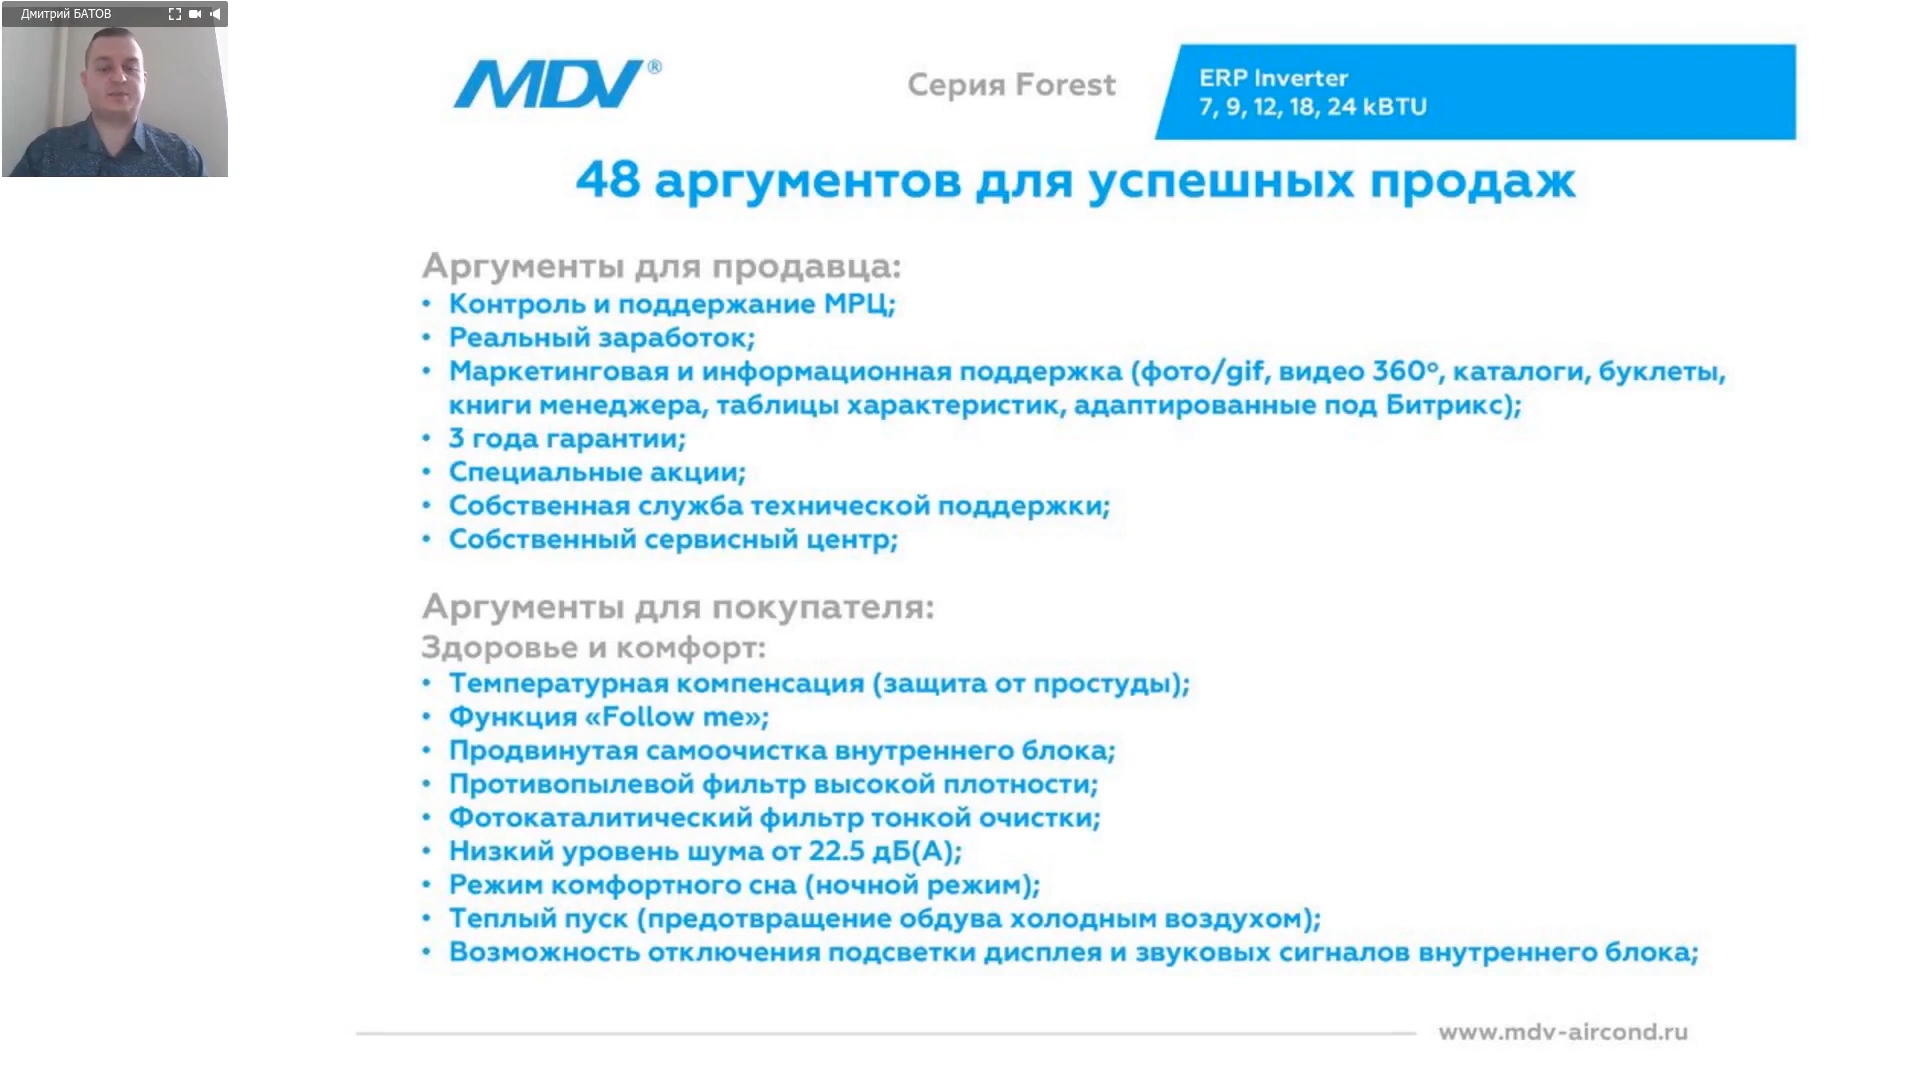 Дмитрий БАТОВ
MDV®
Серия Forest
ERP Inverter
7, 9, 12, 18, 24 kBTU
48 аргументов для успешных продаж
Аргументы для продавца:
• Контроль и поддержание МРЦ;
• Реальный заработок;
• Маркетинговая и информационная поддержка (фото/gif, видео 360°, каталоги, буклеты,
книги менеджера, таблицы характеристик, адаптированные под Битрикс);
• 3 года гарантии;
• Специальные акции;
• Собственная служба технической поддержки;
• Собственный сервисный центр;
Аргументы для покупателя:
Здоровье и комфорт:
• Температурная компенсация (защита от простуды);
• Функция «Follow me»;
• Продвинутая самоочистка внутреннего блока;
• Противопылевой фильтр высокой плотности;
• Фотокаталитический фильтр тонкой очистки;
• Низкий уровень шума от 22.5 дБ(А);
• Режим комфортного сна (ночной режим);
• Теплый пуск (предотвращение обдува холодным воздухом);
• Возможность отключения подсветки дисплея и звуковых сигналов внутреннего блока;
www.mdv-aircond.ru